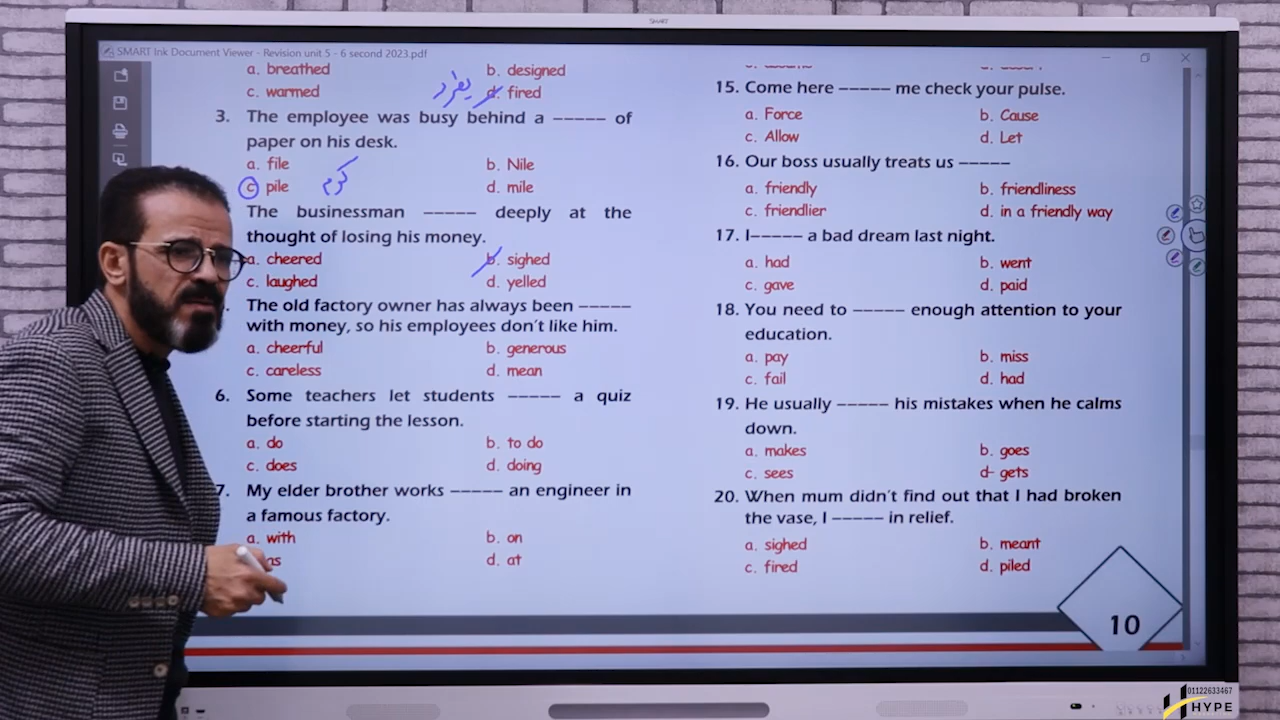 SMART
SMART Ink Document Viewer - Revision unit 5 - 6 second 2023.pdf
a. breathed b. designed
c. warmed d. fired
يطرد
3. The employee was busy behind a ----- of
paper on his desk.
a. file b. Nile
c pile d. mile
كوم
The businessman ----- deeply at the
thought of losing his money.
a. cheered b. sighed
c. laughed d. yelled
The old factory owner has always been -----
with money, so his employees don't like him.
a. cheerful b. generous
c. careless d. mean
6. Some teachers let students ----- a quiz
before starting the lesson.
a. do b. to do
c. does d. doing
7. My elder brother works ----- an engineer in
a famous factory.
a. with b. on
as d. at
15. Come here ----- me check your pulse.
a. Force b. Cause
c. Allow d. Let
16. Our boss usually treats us -----
a. friendly b. friendliness
c. friendlier d. in a friendly way
17. I----- a bad dream last night.
a. had b. went
c. gave d. paid
18. You need to ----- enough attention to your
education.
a. pay b. miss
c. fail d. had
19. He usually ----- his mistakes when he calms
down.
a. makes b. goes
c. sees d- gets
20. When mum didn't find out that I had broken
the vase, I ----- in relief.
a. sighed b. meant
c. fired d. piled
10
01122633467
HYPE